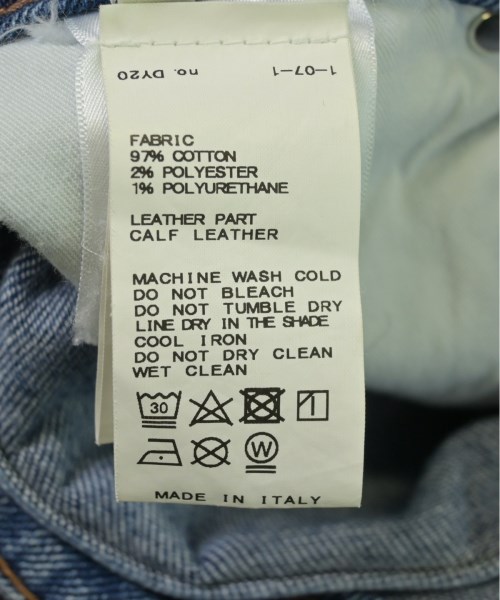 no. DY20 1-07-1
FABRIC
97% COTTON
2% POLYESTER
1% POLYURETHANE
LEATHER PART
CALF LEATHER
MACHINE WASH COLD
DO NOT BLEACH
DO NOT TUMBLE DRY
LINE DRY IN THE SHADE
COOL IRON
DO NOT DRY CLEAN
WET CLEAN
30
W
MADE IN ITALY